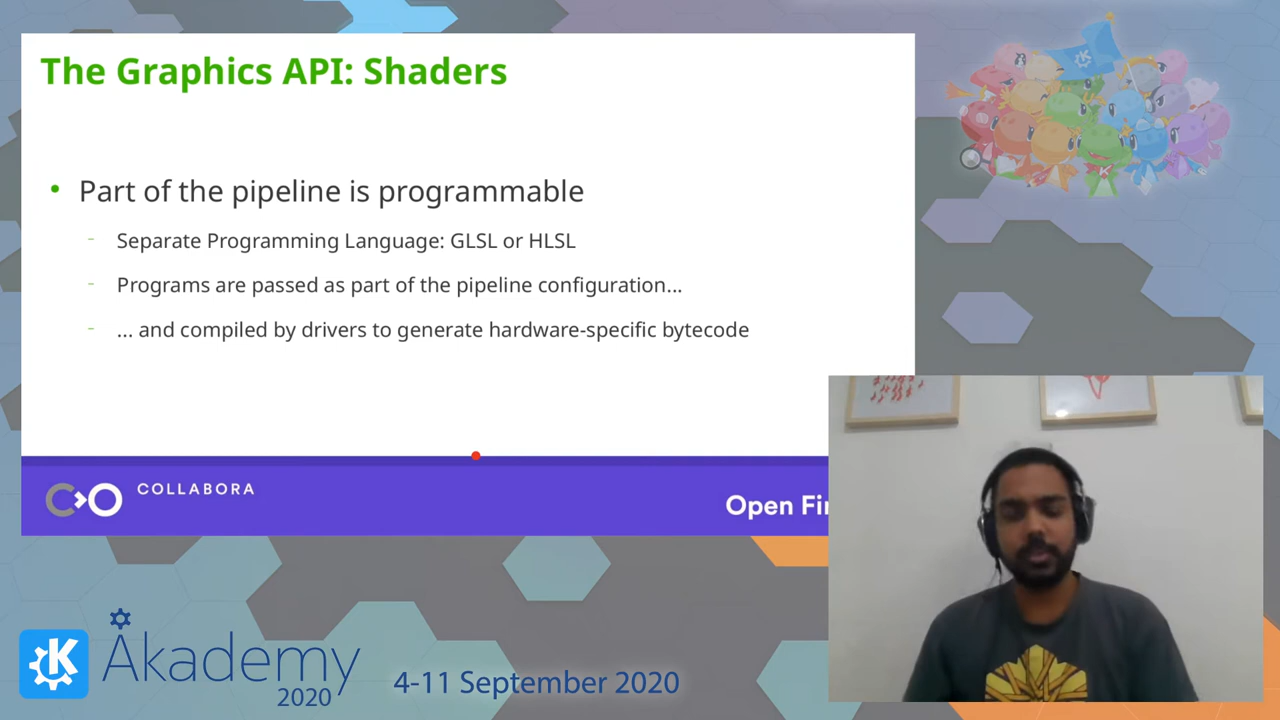 The Graphics API: Shaders
Part of the pipeline is programmable
Separate Programming Language: GLSL or HLSL
Programs are passed as part of the pipeline configuration...
... and compiled by drivers to generate hardware-specific bytecode
COLLABORA
Open Fi
Akademy
2020
4-11 September 2020